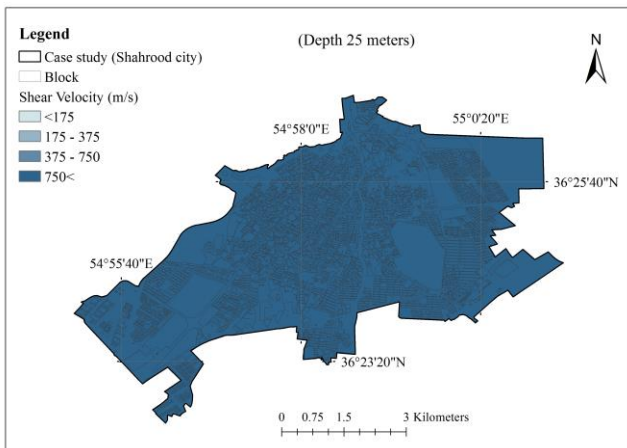 Legend
Case study (Shahrood city)
Block
Shear Velocity (m/s)
<175
175 - 375
375 - 750
750<
(Depth 25 meters)
N
54°58'0"E
55°0'20"E
36°25'40"N
54°55'40"E
36°23'20"N
0 0.75 1.5 3 Kilometers